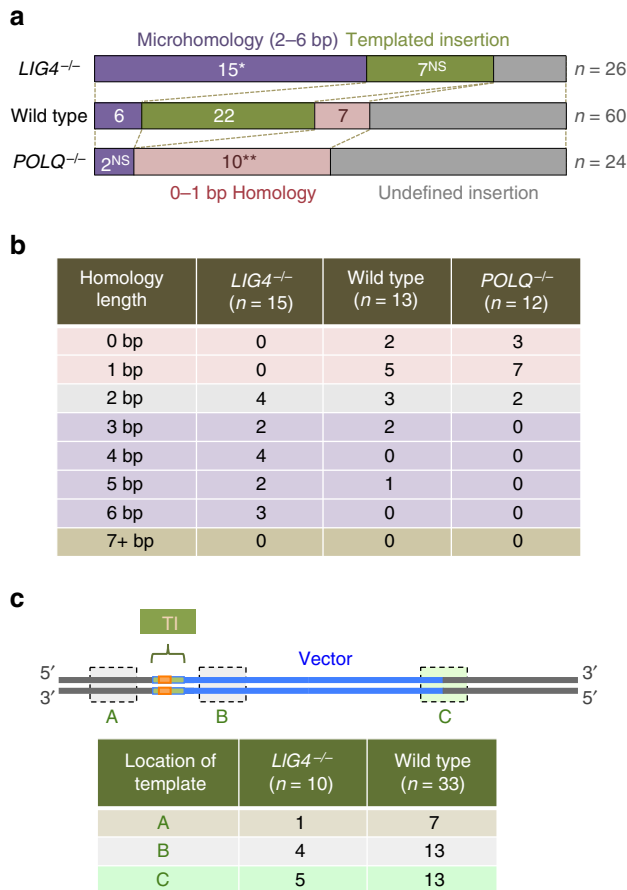 a
Microhomology (2–6 bp) Templated insertion
LIG4−/− 15* 7NS n = 26
Wild type 6 22 7 n = 60
POLQ−/− 2NS 10** n = 24
0–1 bp Homology Undefined insertion
b
Homology length LIG4−/− (n = 15) Wild type (n = 13) POLQ−/− (n = 12)
0 bp 0 2 3
1 bp 0 5 7
2 bp 4 3 2
3 bp 2 2 0
4 bp 4 0 0
5 bp 2 1 0
6 bp 3 0 0
7+ bp 0 0 0
c
TI
Vector
5′ 3′
3′ 5′
A B C
Location of template LIG4−/− (n = 10) Wild type (n = 33)
A 1 7
B 4 13
C 5 13